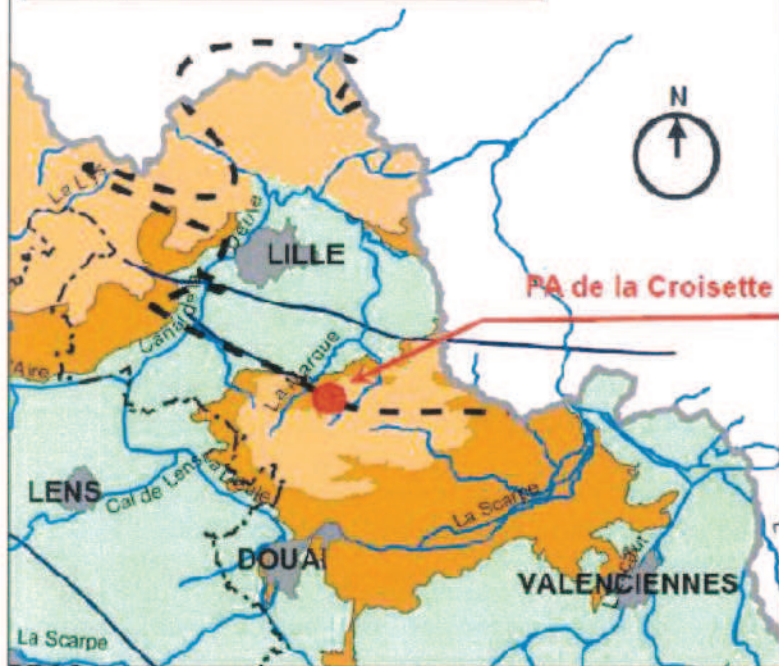 N
La Lys
Deûle
LILLE
PA de la Croisette
Canal de la
La Marque
d'Aire
LENS
Cal de Lens
La Deule
La Scarpe
DOUAI
VALENCIENNES
La Scarpe